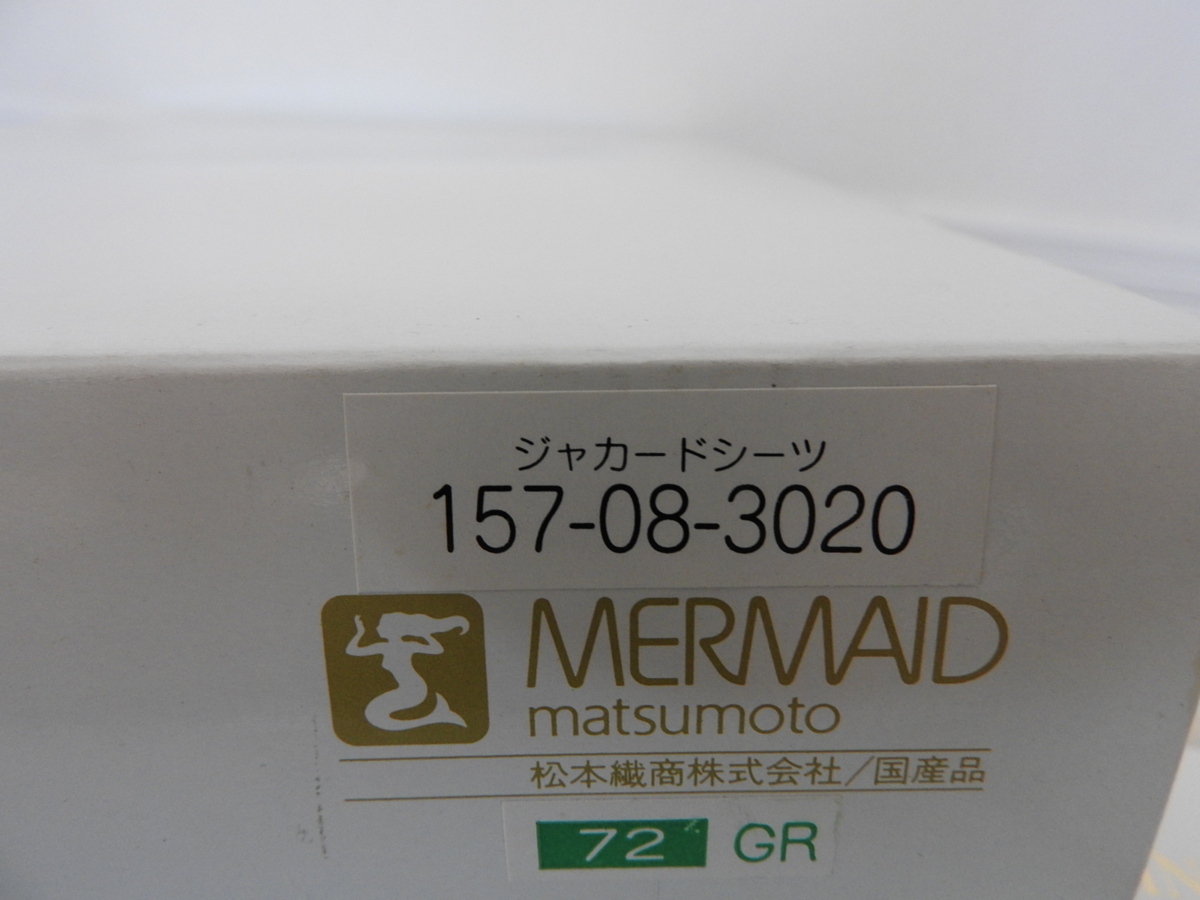 ジャカードシーツ
157-08-3020
MERMAID
matsumoto
松本繊商株式会社/国産品
72 GR